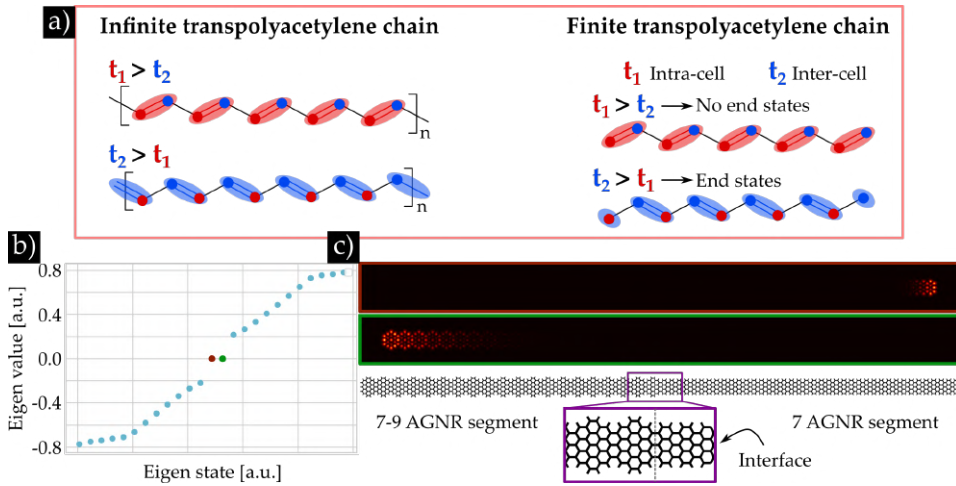 a)
Infinite transpolyacetylene chain
t1 > t2
n
t2 > t1
n
Finite transpolyacetylene chain
t1 Intra-cell t2 Inter-cell
t1 > t2 → No end states
t2 > t1 → End states
b)
0.8
0.4
0.0
-0.4
-0.8
Eigen value [a.u.]
Eigen state [a.u.]
c)
7-9 AGNR segment
7 AGNR segment
Interface